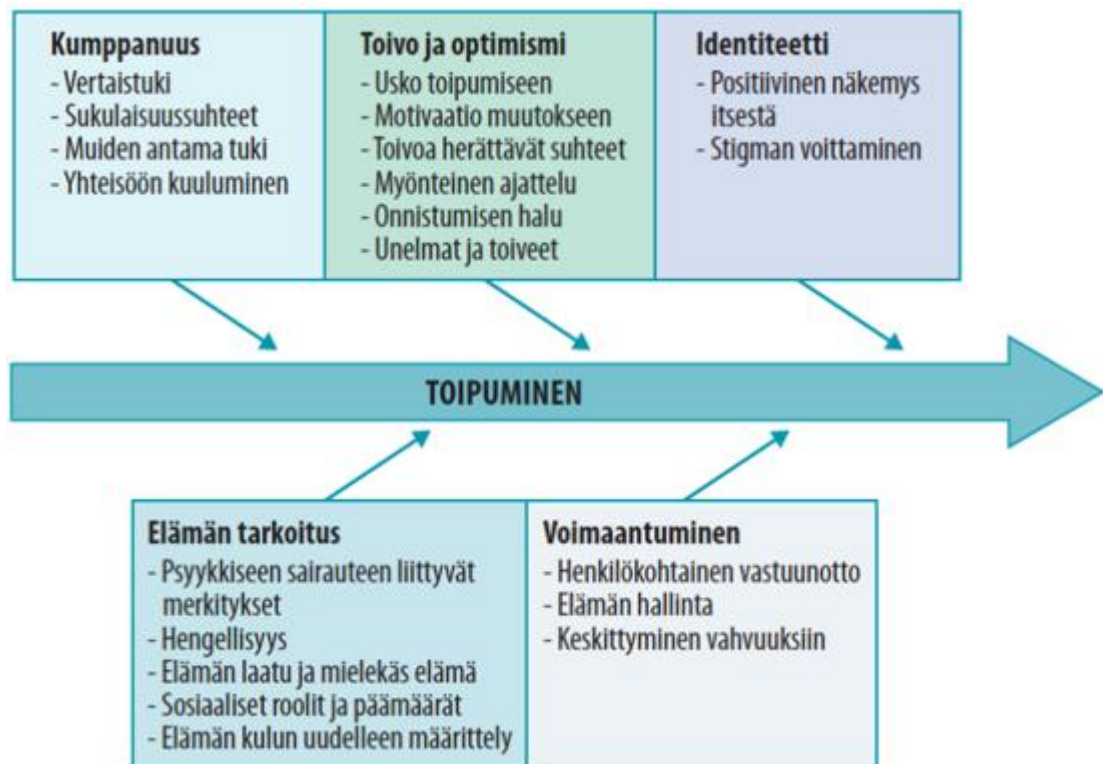 Kumppanuus
- Vertaistuki
- Sukulaisuussuhteet
- Muiden antama tuki
- Yhteisöön kuuluminen
Toivo ja optimismi
- Usko toipumiseen
- Motivaatio muutokseen
- Toivoa herättävät suhteet
- Myönteinen ajattelu
- Onnistumisen halu
- Unelmat ja toiveet
Identiteetti
- Positiivinen näkemys
itsestä
- Stigman voittaminen
TOIPUMINEN
Elämän tarkoitus
- Psyykkiseen sairauteen liittyvät
merkitykset
- Hengellisyys
- Elämän laatu ja mielekäs elämä
- Sosiaaliset roolit ja päämäärät
- Elämän kulun uudelleen määrittely
Voimaantuminen
- Henkilökohtainen vastuunotto
- Elämän hallinta
- Keskittyminen vahvuuksiin